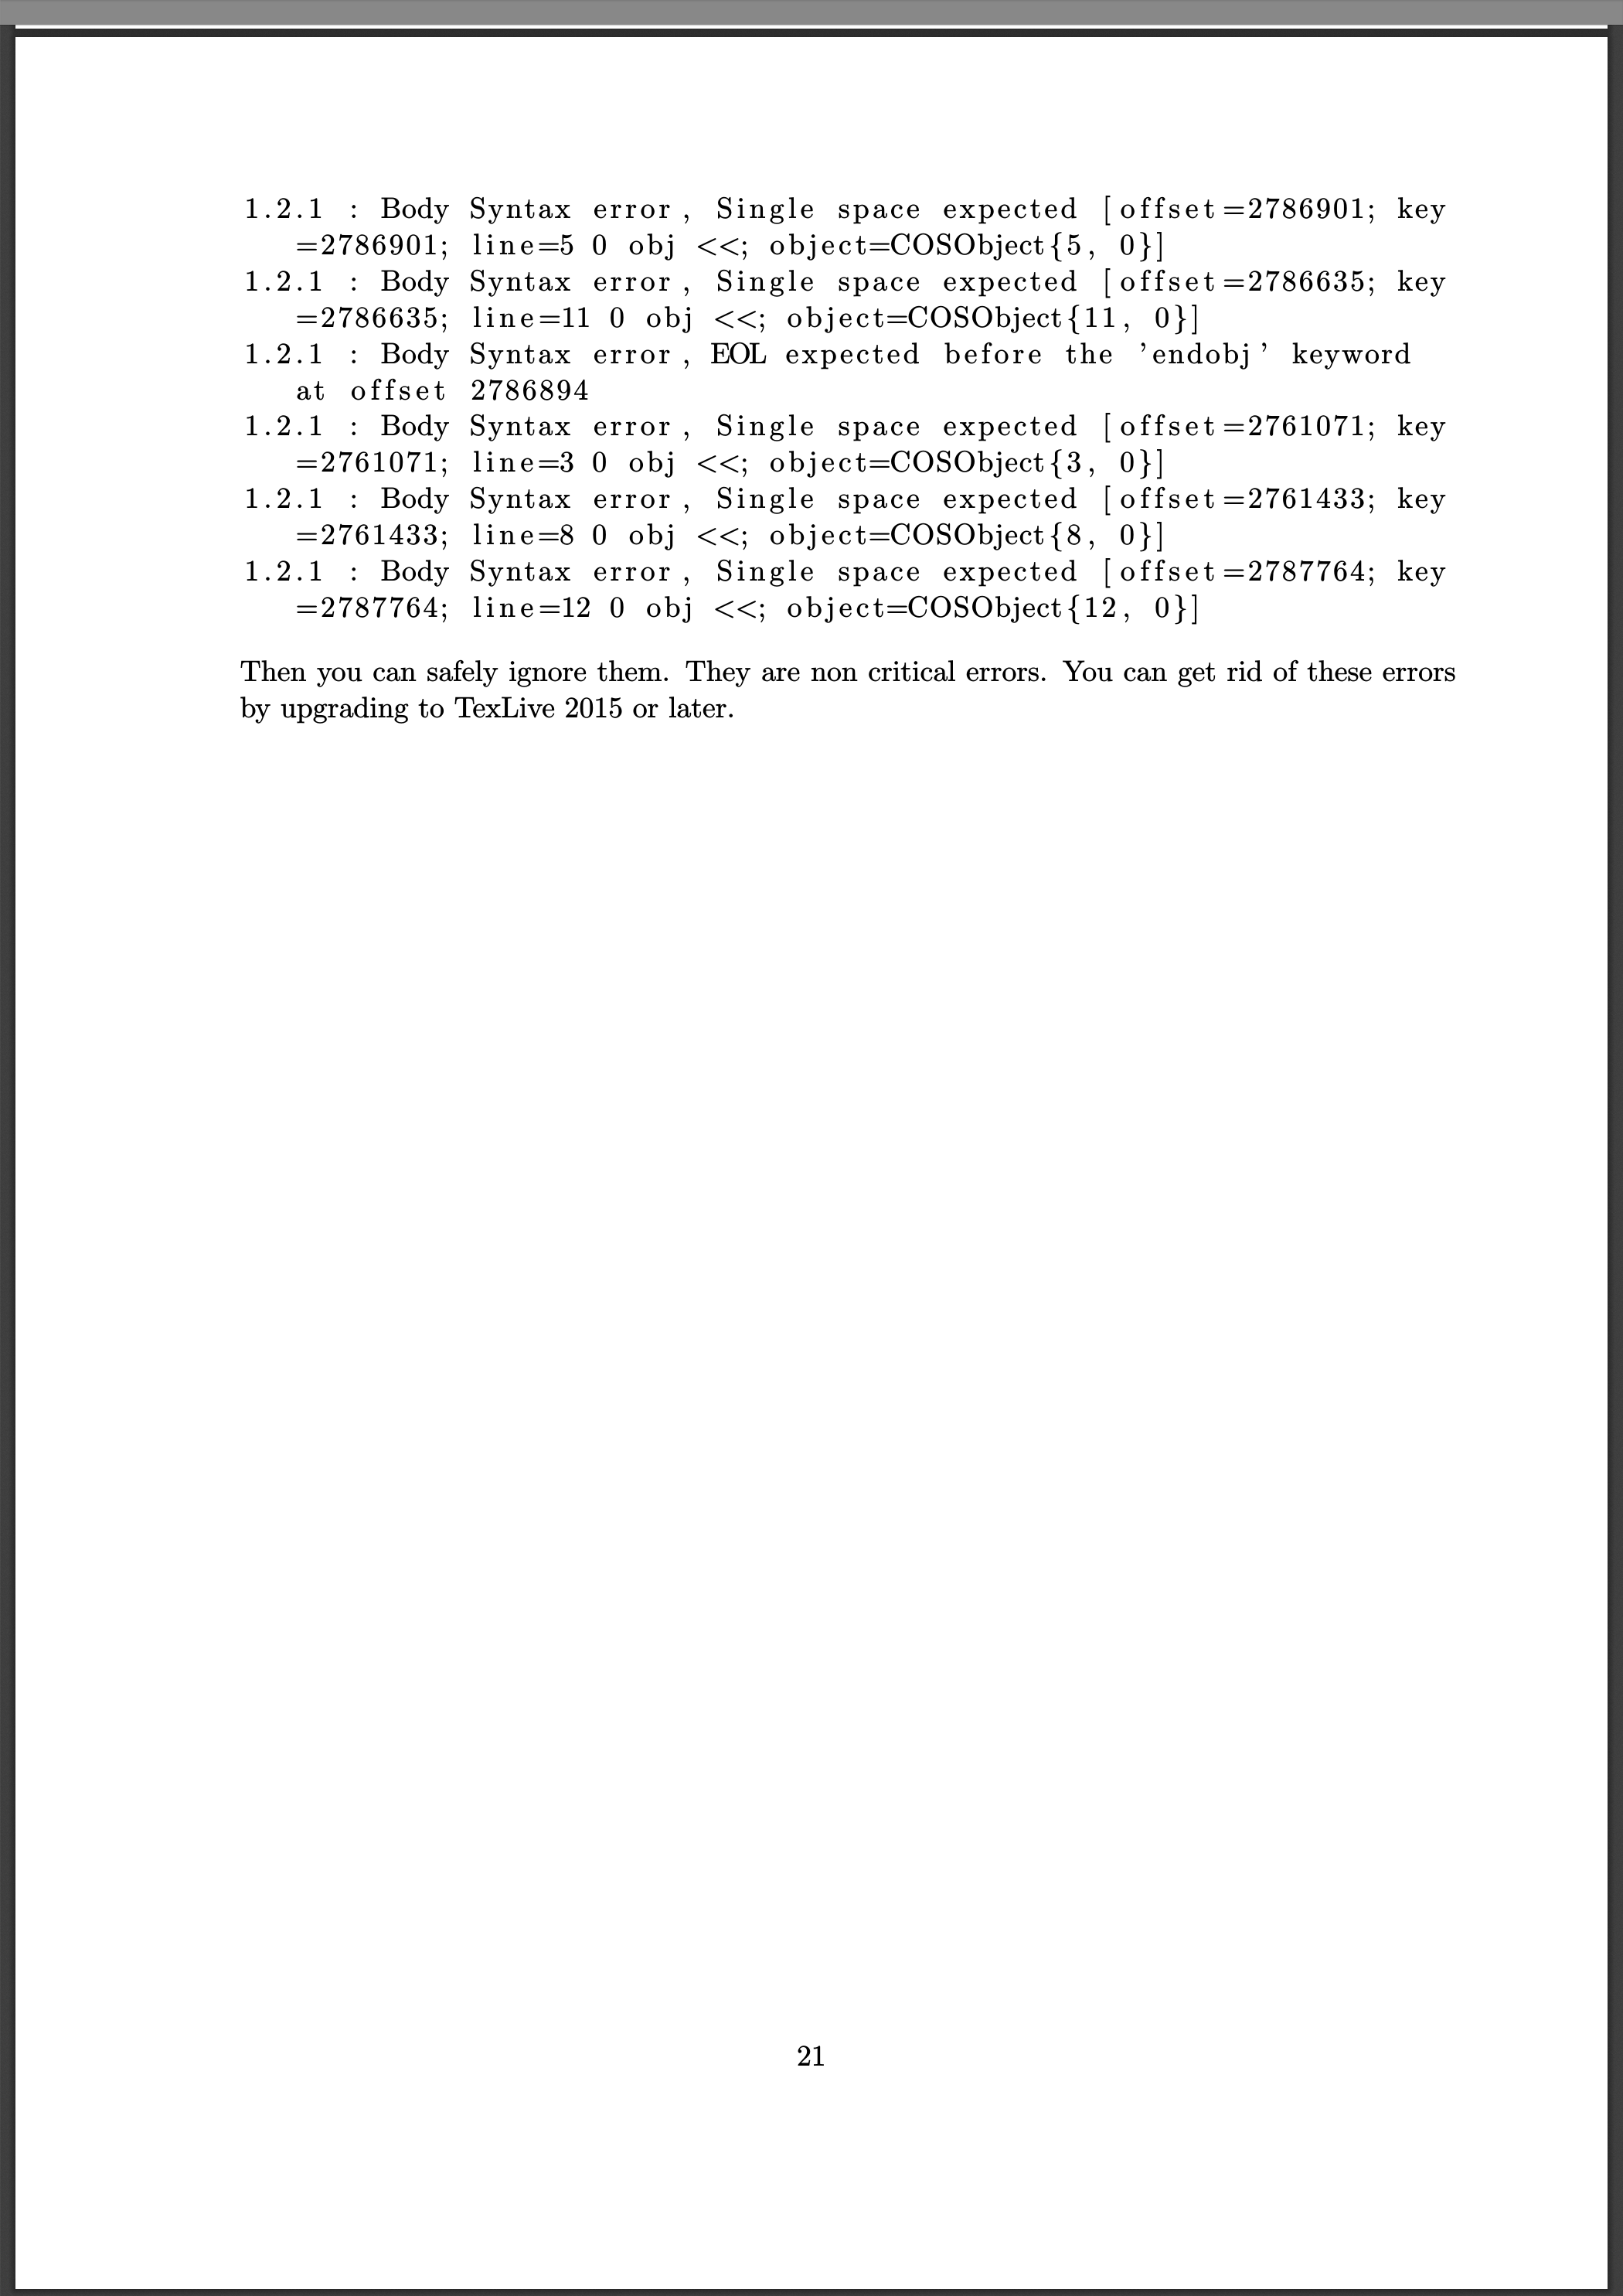 1.2.1 : Body Syntax error, Single space expected [offset=2786901; key
=2786901; line=5 0 obj <<; object=COSObject{5, 0}]
1.2.1 : Body Syntax error, Single space expected [offset=2786635; key
=2786635; line=11 0 obj <<; object=COSObject{11, 0}]
1.2.1 : Body Syntax error, EOL expected before the 'endobj' keyword
at offset 2786894
1.2.1 : Body Syntax error, Single space expected [offset=2761071; key
=2761071; line=3 0 obj <<; object=COSObject{3, 0}]
1.2.1 : Body Syntax error, Single space expected [offset=2761433; key
=2761433; line=8 0 obj <<; object=COSObject{8, 0}]
1.2.1 : Body Syntax error, Single space expected [offset=2787764; key
=2787764; line=12 0 obj <<; object=COSObject{12, 0}]
Then you can safely ignore them. They are non critical errors. You can get rid of these errors
by upgrading to TexLive 2015 or later.
21